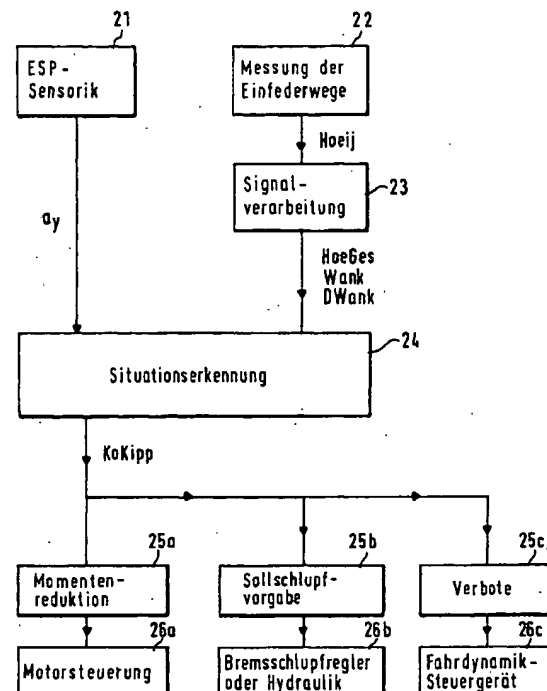 21
22
ESP-
Sensorik
Messung der
Einfederwege
Hoeij
Signal-
verarbeitung
23
ay
HoeGes
Wank
DWank
24
Situationserkennung
KoKipp
25a
25b
25c
Momenten-
reduktion
Sollschlupf-
vorgabe
Verbote
26a
26b
26c
Motorsteuerung
Bremsschlupfregler
oder Hydraulik
Fahrdynamik-
Steuergerät